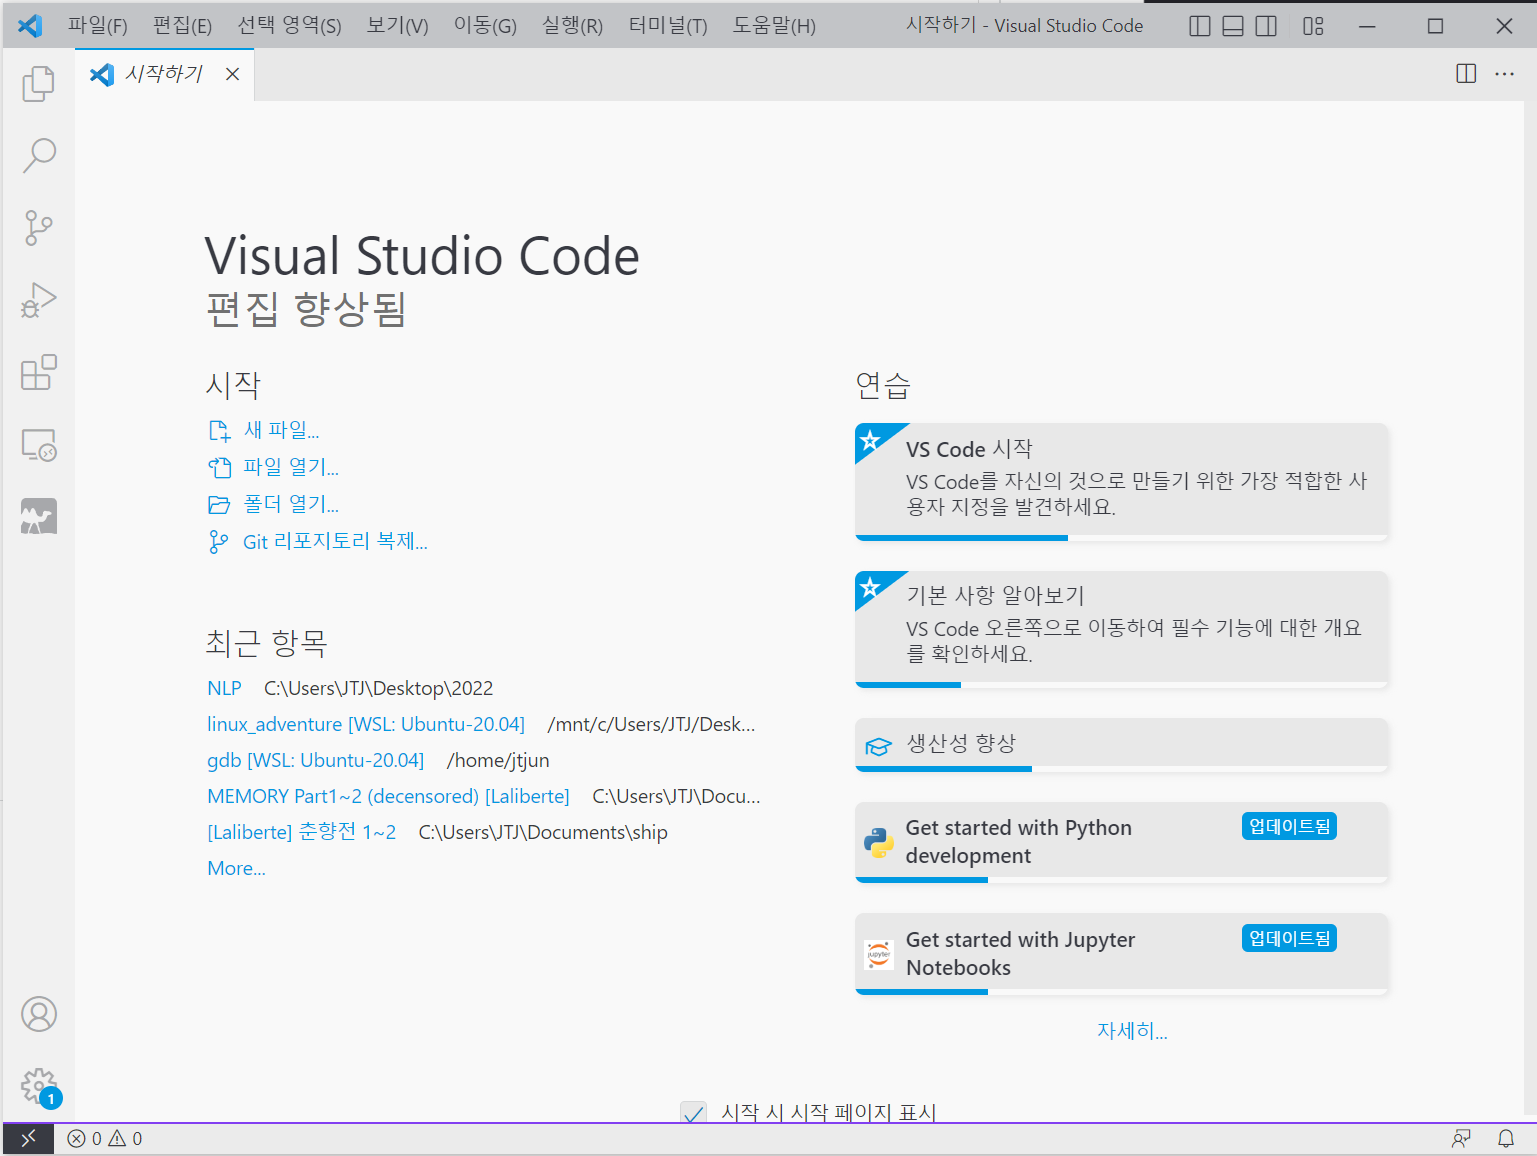 파일(F) 편집(E) 선택 영역(S) 보기(V) 이동(G) 실행(R) 터미널(T) 도움말(H) 시작하기 - Visual Studio Code
시작하기
Visual Studio Code
편집 향상됨
시작
새 파일...
파일 열기...
폴더 열기...
Git 리포지토리 복제...
최근 항목
NLP C:\Users\JTJ\Desktop\2022
linux_adventure [WSL: Ubuntu-20.04] /mnt/c/Users/JTJ/Desk...
gdb [WSL: Ubuntu-20.04] /home/jtjun
MEMORY Part1~2 (decensored) [Laliberte] C:\Users\JTJ\Docu...
[Laliberte] 춘향전 1~2 C:\Users\JTJ\Documents\ship
More...
연습
VS Code 시작
VS Code를 자신의 것으로 만들기 위한 가장 적합한 사
용자 지정을 발견하세요.
기본 사항 알아보기
VS Code 오른쪽으로 이동하여 필수 기능에 대한 개요
를 확인하세요.
생산성 향상
Get started with Python
development
업데이트됨
jupyter
Get started with Jupyter
Notebooks
업데이트됨
자세히...
시작 시 시작 페이지 표시
1
0 0